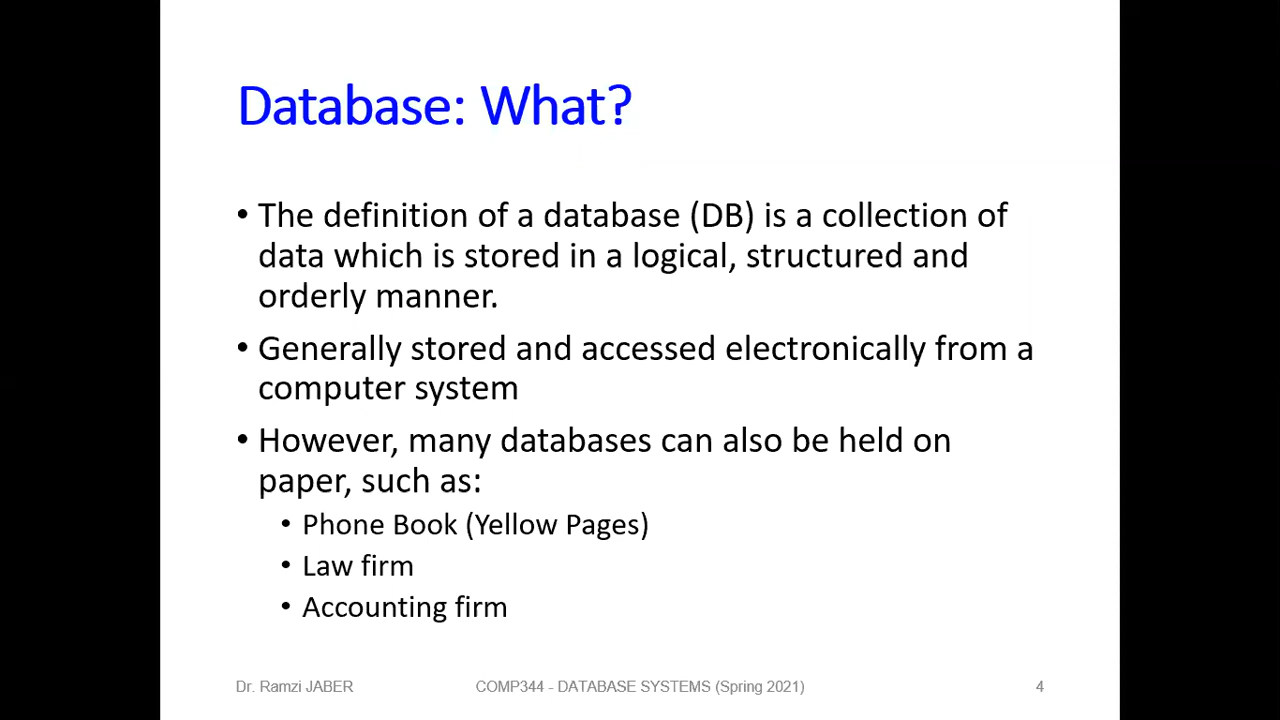 Database: What?
• The definition of a database (DB) is a collection of
data which is stored in a logical, structured and
orderly manner.
• Generally stored and accessed electronically from a
computer system
• However, many databases can also be held on
paper, such as:
• Phone Book (Yellow Pages)
• Law firm
• Accounting firm
Dr. Ramzi JABER COMP344 - DATABASE SYSTEMS (Spring 2021) 4